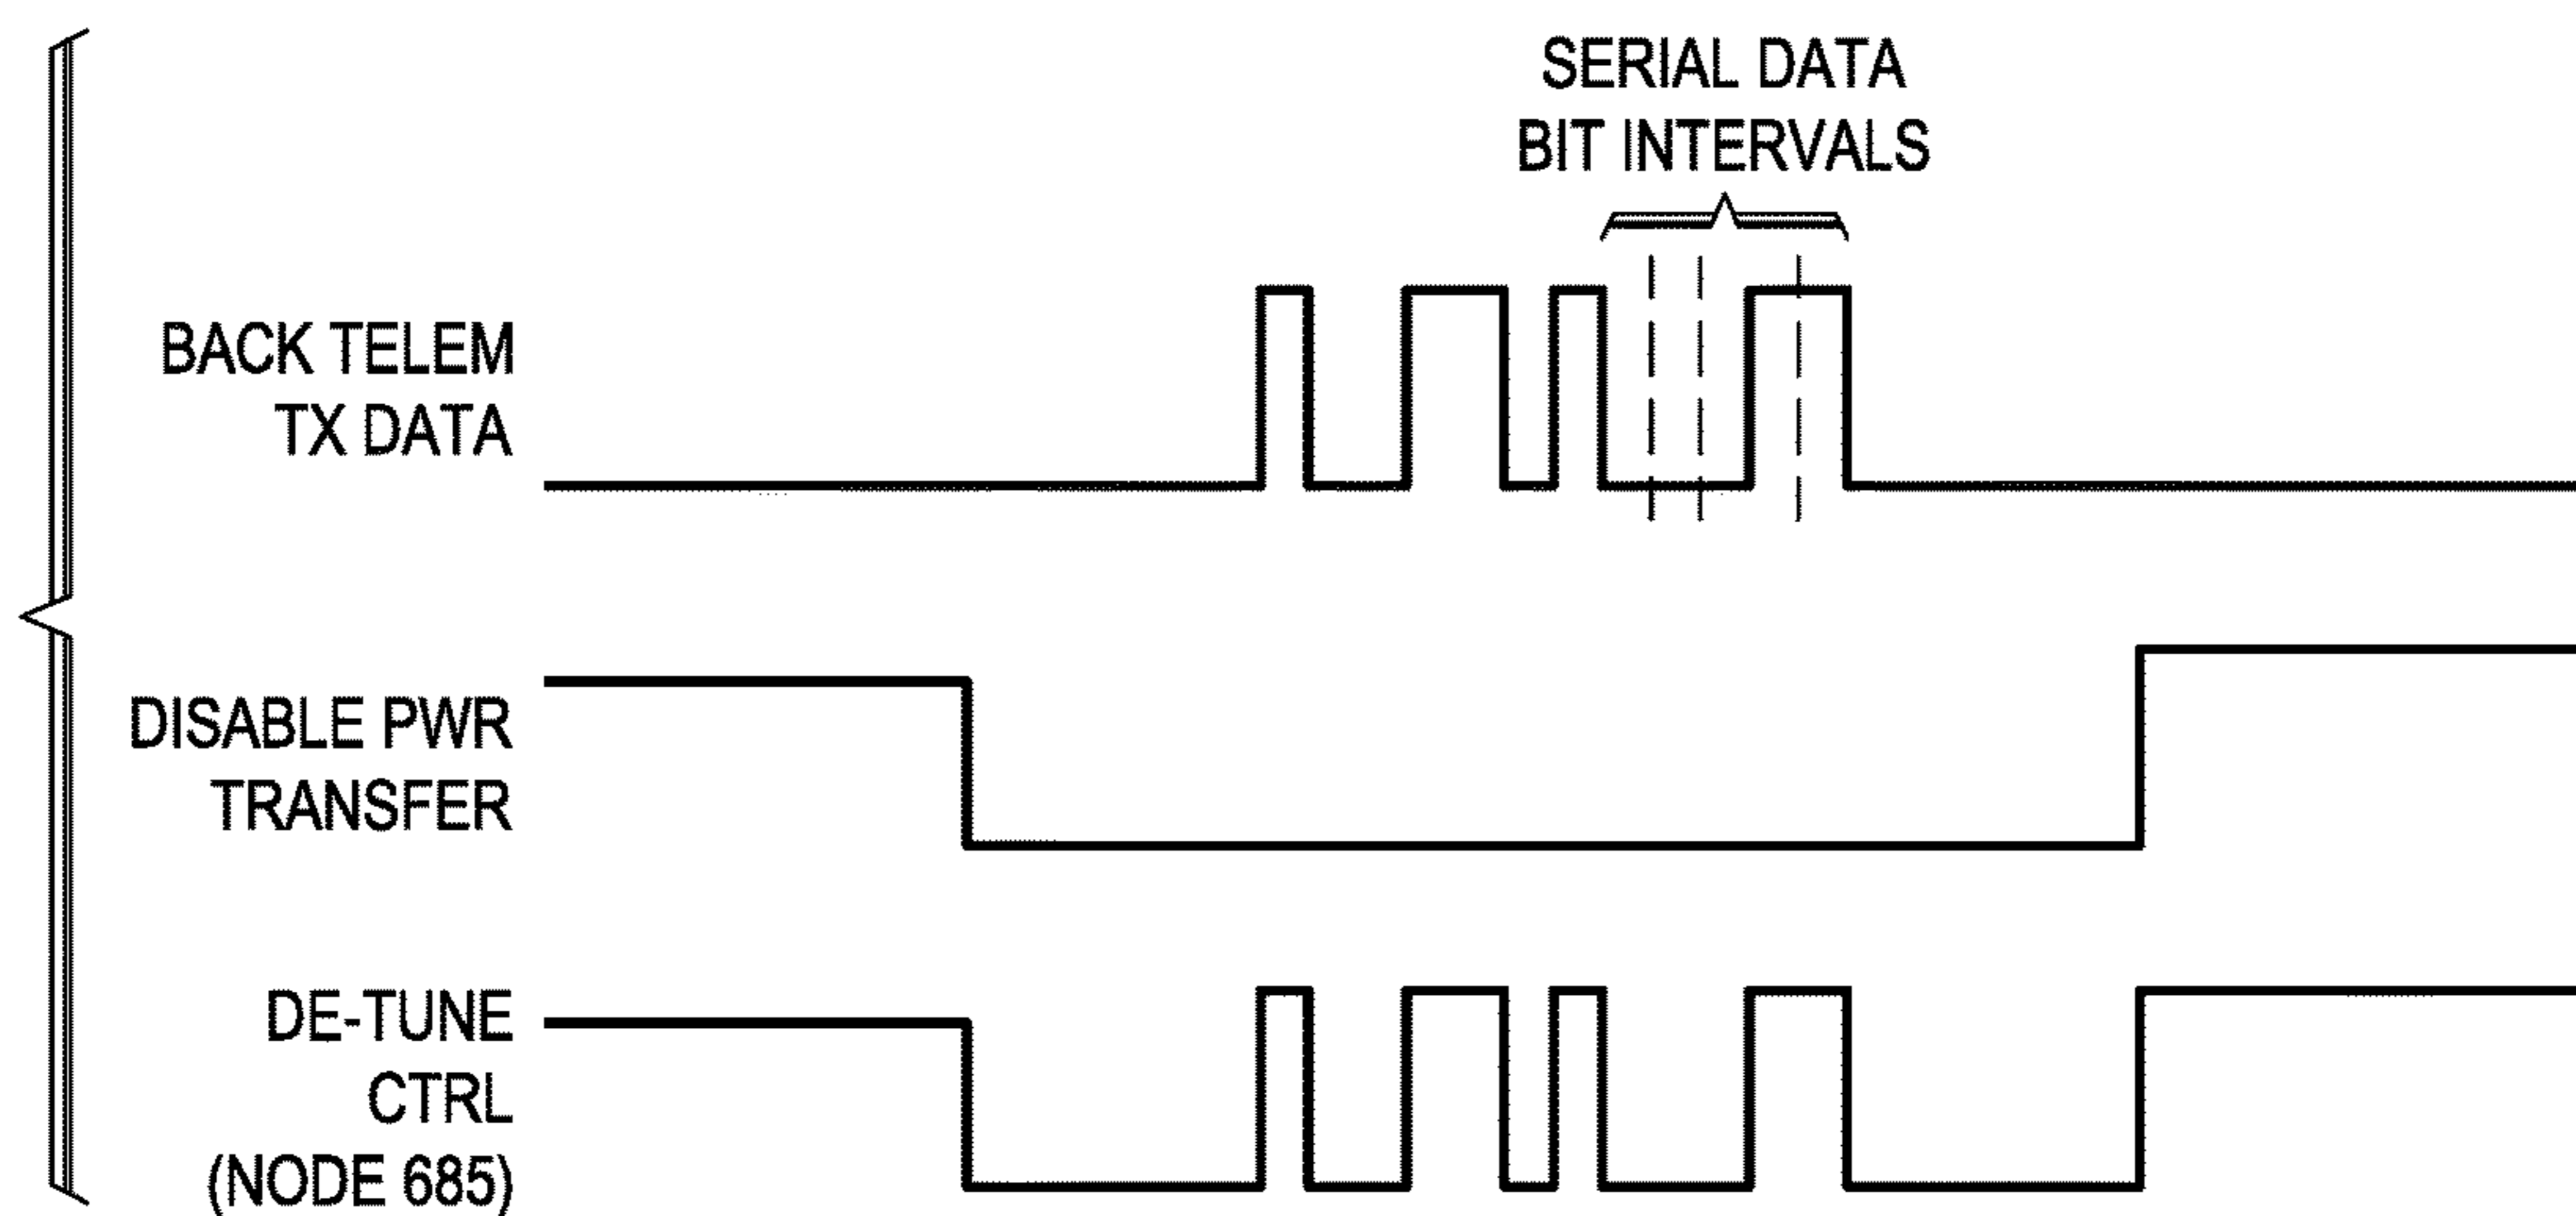 SERIAL DATA
BIT INTERVALS
BACK TELEM
TX DATA
DISABLE PWR
TRANSFER
DE-TUNE
CTRL
(NODE 685)